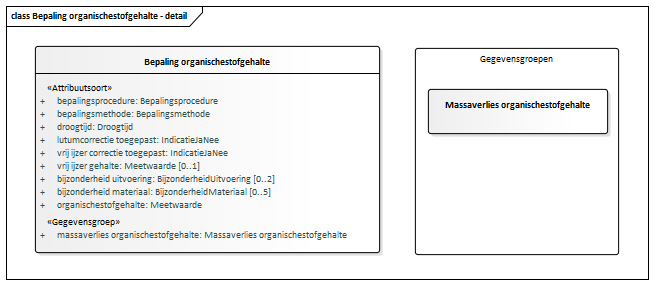 class Bepaling organischestofgehalte - detail
Bepaling organischestofgehalte
«Attribuutsoort»
+ bepalingsprocedure: Bepalingsprocedure
+ bepalingsmethode: Bepalingsmethode
+ droogtijd: Droogtijd
+ lutumcorrectie toegepast: IndicatieJaNee
+ vrij ijzer correctie toegepast: IndicatieJaNee
+ vrij ijzer gehalte: Meetwaarde [0..1]
+ bijzonderheid uitvoering: BijzonderheidUitvoering [0..2]
+ bijzonderheid materiaal: BijzonderheidMateriaal [0..5]
+ organischestofgehalte: Meetwaarde
«Gegevensgroep»
+ massaverlies organischestofgehalte: Massaverlies organischestofgehalte
Gegevensgroepen
Massaverlies organischestofgehalte